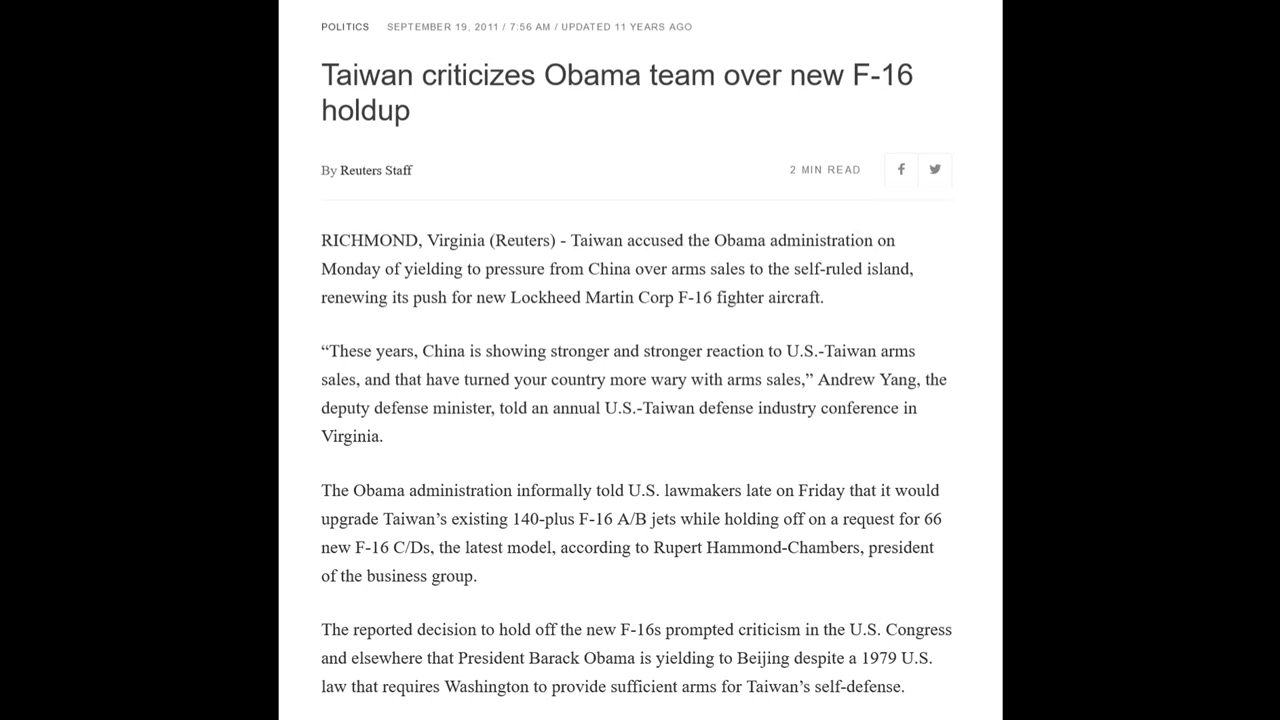 POLITICS SEPTEMBER 19, 2011 / 7:56 AM / UPDATED 11 YEARS AGO
Taiwan criticizes Obama team over new F-16
holdup
By Reuters Staff 2 MIN READ
RICHMOND, Virginia (Reuters) - Taiwan accused the Obama administration on
Monday of yielding to pressure from China over arms sales to the self-ruled island,
renewing its push for new Lockheed Martin Corp F-16 fighter aircraft.
“These years, China is showing stronger and stronger reaction to U.S.-Taiwan arms
sales, and that have turned your country more wary with arms sales,” Andrew Yang, the
deputy defense minister, told an annual U.S.-Taiwan defense industry conference in
Virginia.
The Obama administration informally told U.S. lawmakers late on Friday that it would
upgrade Taiwan’s existing 140-plus F-16 A/B jets while holding off on a request for 66
new F-16 C/Ds, the latest model, according to Rupert Hammond-Chambers, president
of the business group.
The reported decision to hold off the new F-16s prompted criticism in the U.S. Congress
and elsewhere that President Barack Obama is yielding to Beijing despite a 1979 U.S.
law that requires Washington to provide sufficient arms for Taiwan’s self-defense.